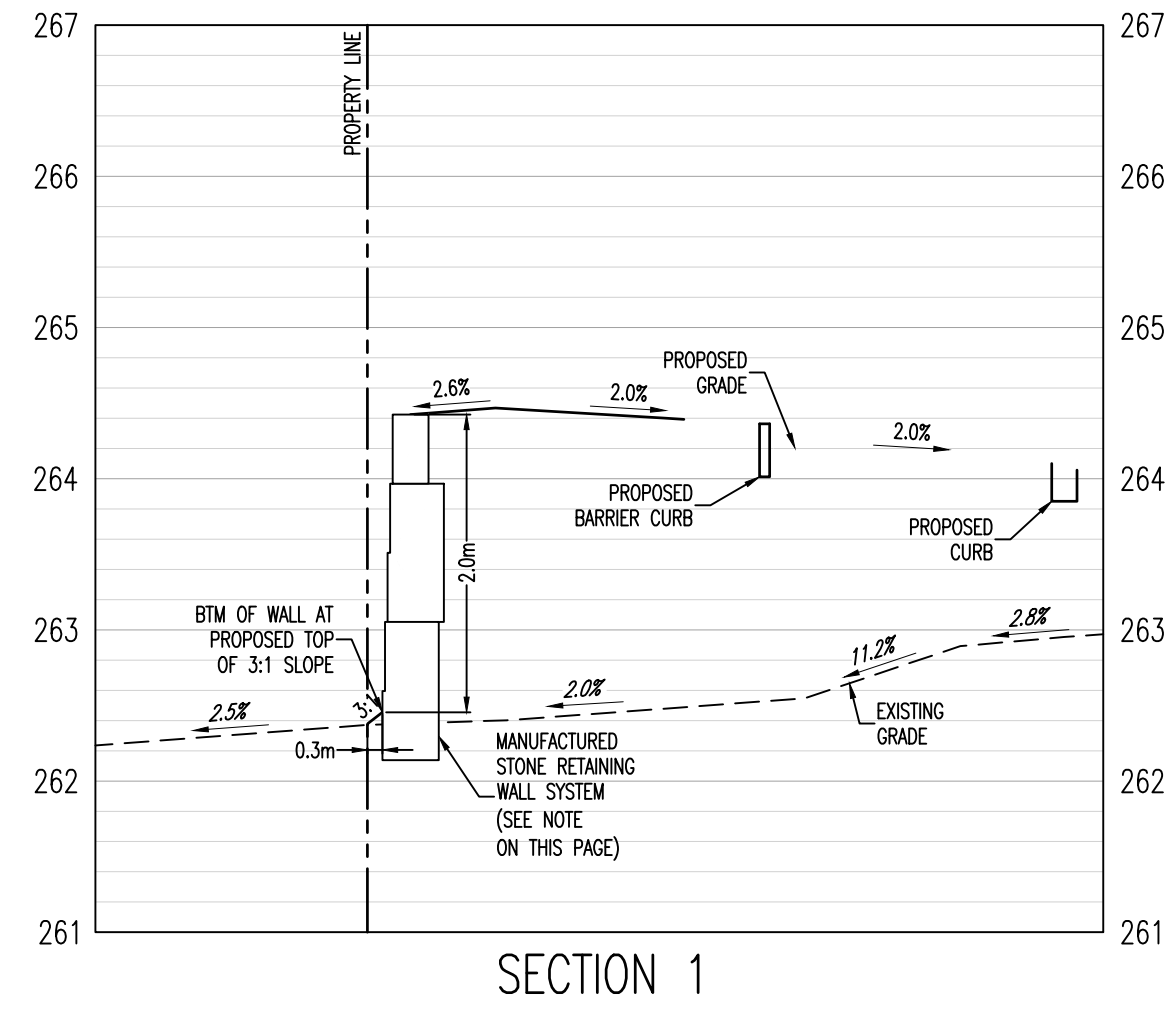 267
267
PROPERTY LINE
266
266
265
265
PROPOSED
GRADE
2.6%
2.0%
2.0%
264
264
PROPOSED
BARRIER CURB
PROPOSED
CURB
2.0m
BTM OF WALL AT
PROPOSED TOP
OF 3:1 SLOPE
263
263
2.8%
11.2%
3:1
2.5%
2.0%
EXISTING
GRADE
0.3m
MANUFACTURED
STONE RETAINING
WALL SYSTEM
(SEE NOTE
ON THIS PAGE)
262
262
261
261
SECTION 1